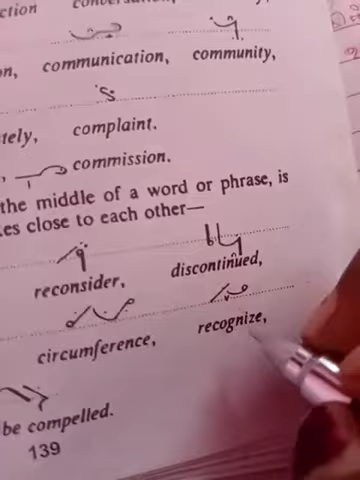 ction
on, communication, community,
tely, complaint.
, commission.
the middle of a word or phrase, is
es close to each other—
reconsider, discontinued,
circumference, recognize,
be compelled.
139